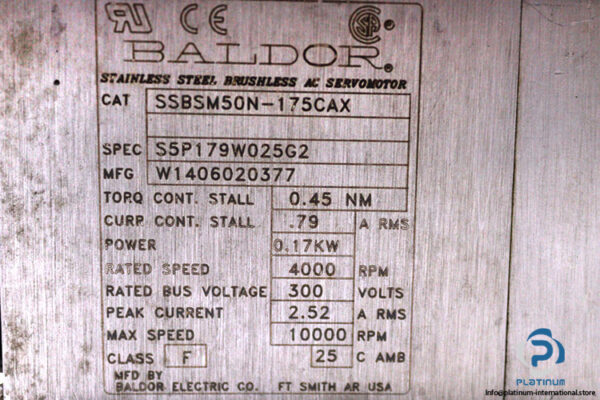 RU CE CSP
BALDOR®
STAINLESS STEEL BRUSHLESS AC SERVOMOTOR
CAT SSBSM50N-175CAX
SPEC S5P179W025G2
MFG W1406020377
TORQ CONT. STALL 0.45 NM
CURR CONT. STALL .79 A RMS
POWER 0.17KW
RATED SPEED 4000 RPM
RATED BUS VOLTAGE 300 VOLTS
PEAK CURRENT 2.52 A RMS
MAX SPEED 10000 RPM
CLASS F 25 C AMB
MFD BY
BALDOR ELECTRIC CO. FT SMITH AR USA
PLATINUM
info@platinum-international.store